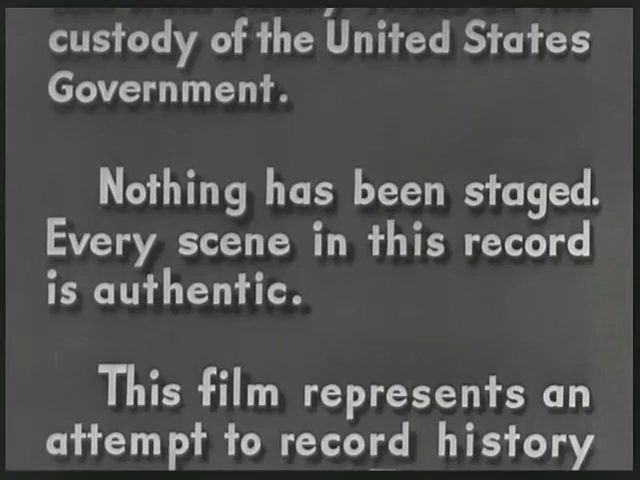 custody of the United States
Government.
Nothing has been staged.
Every scene in this record
is authentic.
This film represents an
attempt to record history